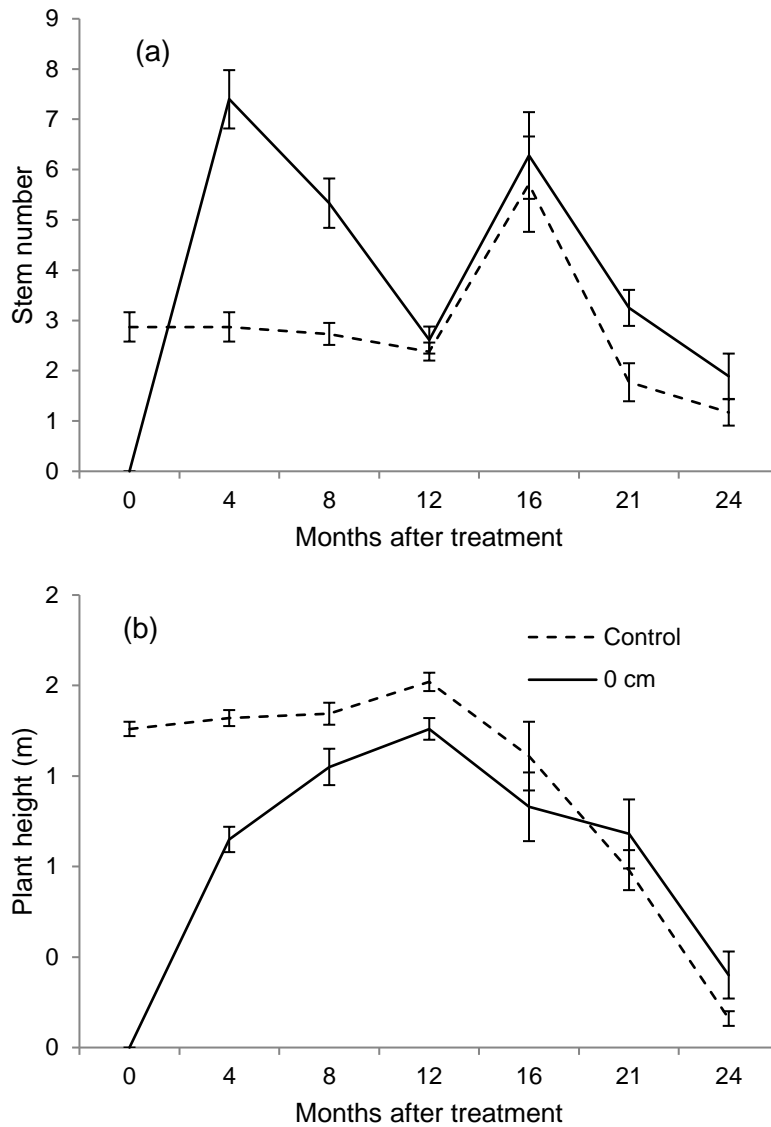 (a)
9
8
7
6
5
4
3
2
1
0
Stem number
0 4 8 12 16 21 24
Months after treatment
(b)
Control
0 cm
2
2
1
1
0
0
Plant height (m)
0 4 8 12 16 21 24
Months after treatment